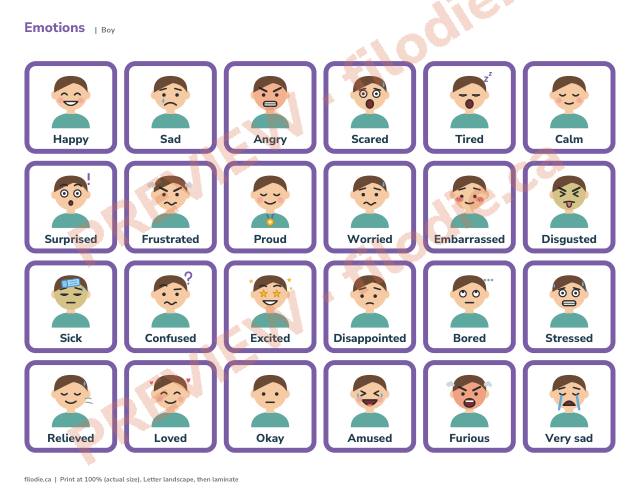 Emotions | Boy
Happy Sad Angry Scared Tired Calm
Surprised Frustrated Proud Worried Embarrassed Disgusted
Sick Confused Excited Disappointed Bored Stressed
Relieved Loved Okay Amused Furious Very sad
filodie.ca | Print at 100% (actual size), Letter landscape, then laminate
PREVIEW · filodie.ca
PREVIEW · filodie.ca
z z
!
?
...